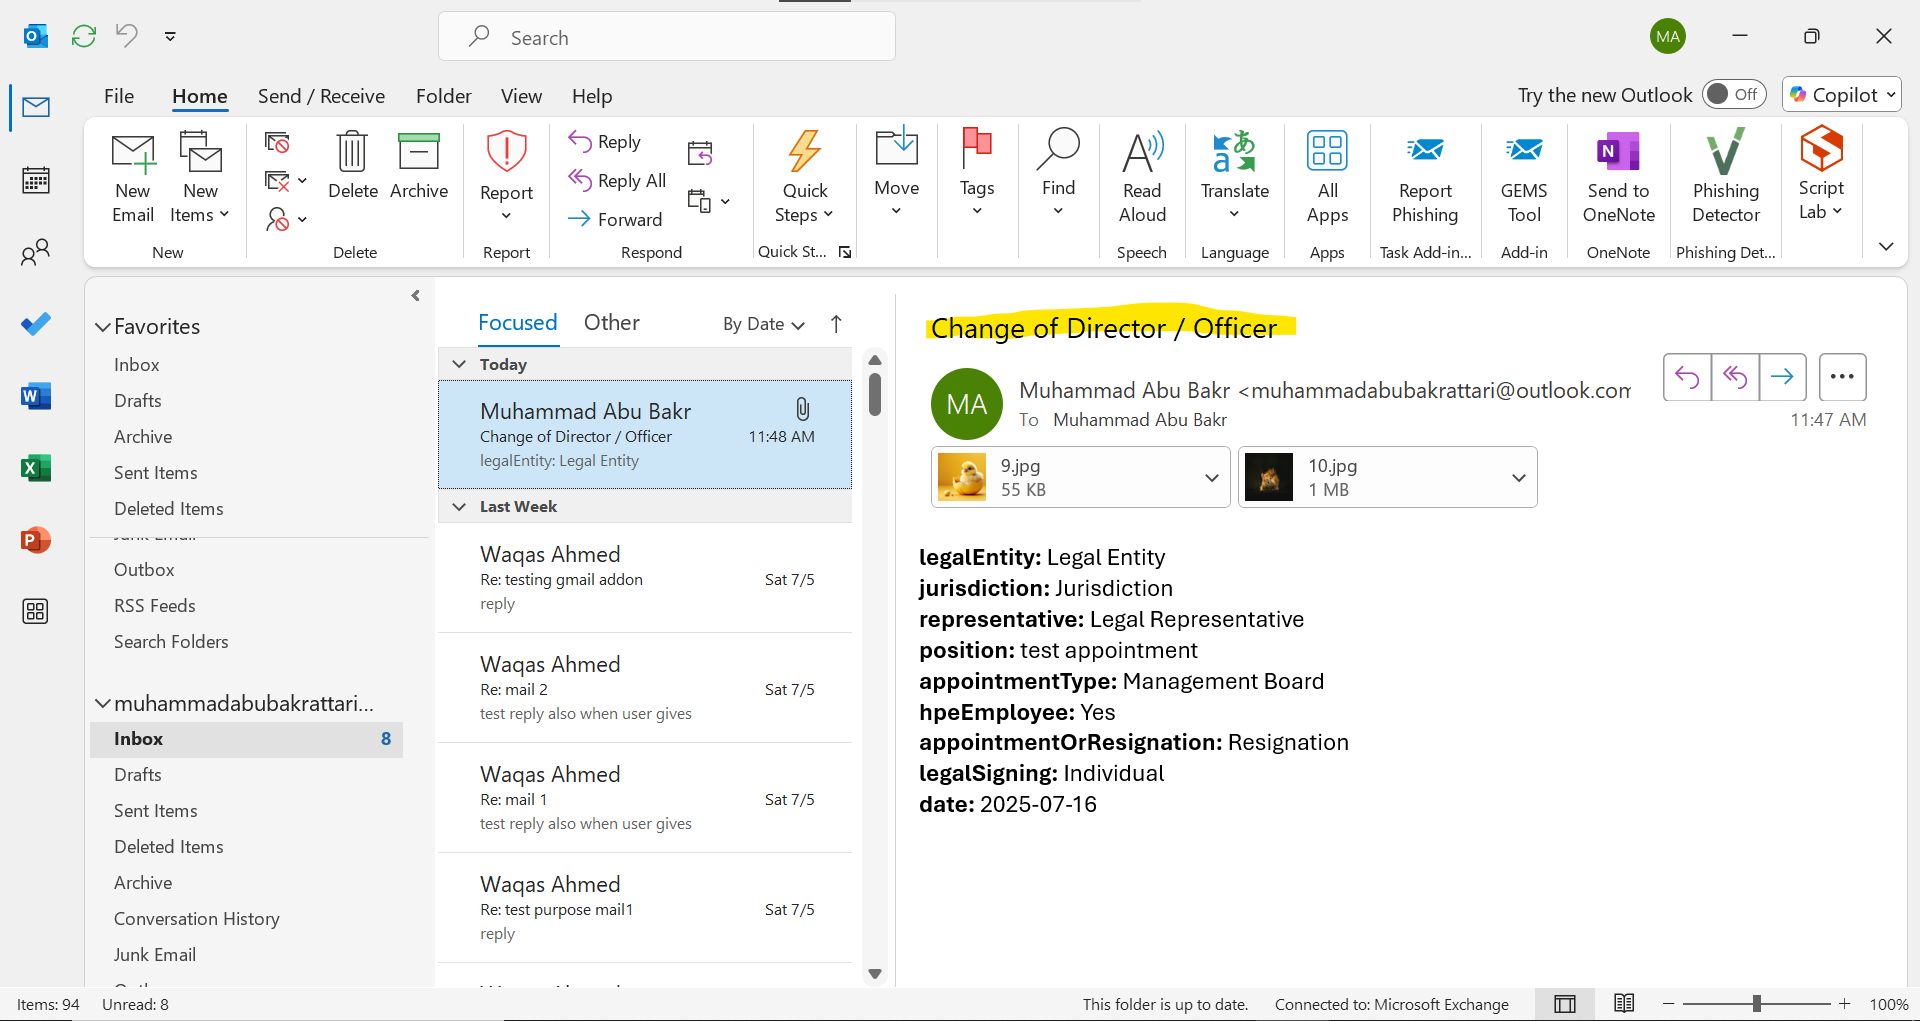 Search
MA
File
Home
Send / Receive
Folder
View
Help
Try the new Outlook
Off
Copilot
New
Email
New
Items
New
Delete
Archive
Delete
Report
Report
Reply
Reply All
Forward
Respond
Quick
Steps
Quick St...
Move
Tags
Find
Read
Aloud
Speech
Translate
Language
All
Apps
Apps
Report
Phishing
Task Add-in...
GEMS
Tool
Add-in
Send to
OneNote
OneNote
Phishing
Detector
Phishing Det...
Script
Lab
Favorites
Inbox
Drafts
Archive
Sent Items
Deleted Items
Junk Email
Outbox
RSS Feeds
Search Folders
muhammadabubakrattari...
Inbox 8
Drafts
Sent Items
Deleted Items
Archive
Conversation History
Junk Email
Focused
Other
By Date
Today
Muhammad Abu Bakr
Change of Director / Officer 11:48 AM
legalEntity: Legal Entity
Last Week
Waqas Ahmed
Re: testing gmail addon Sat 7/5
reply
Waqas Ahmed
Re: mail 2 Sat 7/5
test reply also when user gives
Waqas Ahmed
Re: mail 1 Sat 7/5
test reply also when user gives
Waqas Ahmed
Re: test purpose mail1 Sat 7/5
reply
Change of Director / Officer
MA
Muhammad Abu Bakr <muhammadabubakrattari@outlook.com
To Muhammad Abu Bakr
11:47 AM
9.jpg
55 KB
10.jpg
1 MB
legalEntity: Legal Entity
jurisdiction: Jurisdiction
representative: Legal Representative
position: test appointment
appointmentType: Management Board
hpeEmployee: Yes
appointmentOrResignation: Resignation
legalSigning: Individual
date: 2025-07-16
Items: 94
Unread: 8
This folder is up to date.
Connected to: Microsoft Exchange
100%